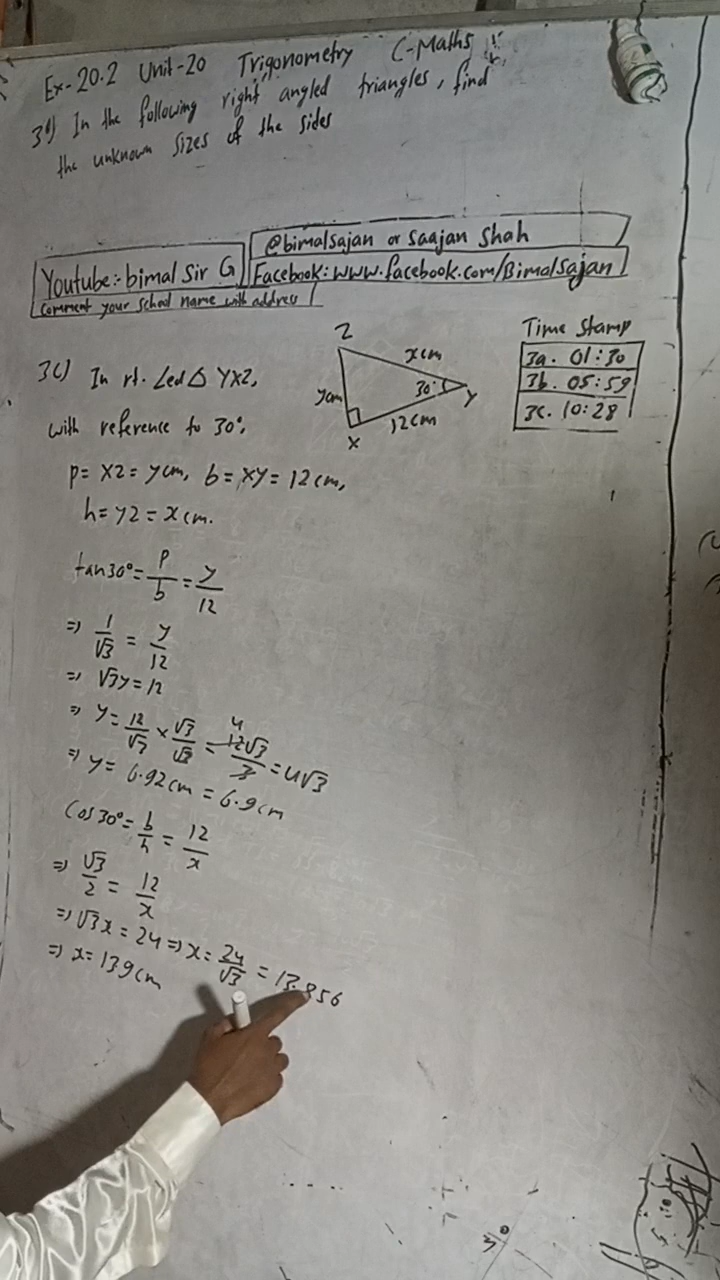 Ex-20.2 Unit-20 Trigonometry C-Maths
3) In the following right angled triangles, find
the unknown sizes of the sides
Youtube:- bimal Sir G
@bimalsajan or Saajan Shah
Facebook: www.facebook.com/Bimalsajan
Comment your school name with address
3c) In rt. ∠ed △ YXZ,
with reference to 30°,
p = XZ = y cm, b = XY = 12 cm,
h = YZ = x cm.
Z
x cm
y cm
30°
Y
12 cm
X
Time Stamp
3a. 01:30
3b. 05:59
3c. 10:28
tan30° = p/b = y/12
⇒ 1/√3 = y/12
⇒ √3y = 12
⇒ y = 12/√3 × √3/√3 = 12√3/3 = 4√3
4
⇒ y = 6.92 cm = 6.9 cm
Cos30° = b/h = 12/x
⇒ √3/2 = 12/x
⇒ √3x = 24 ⇒ x = 24/√3 = 13.856
⇒ x = 13.9 cm